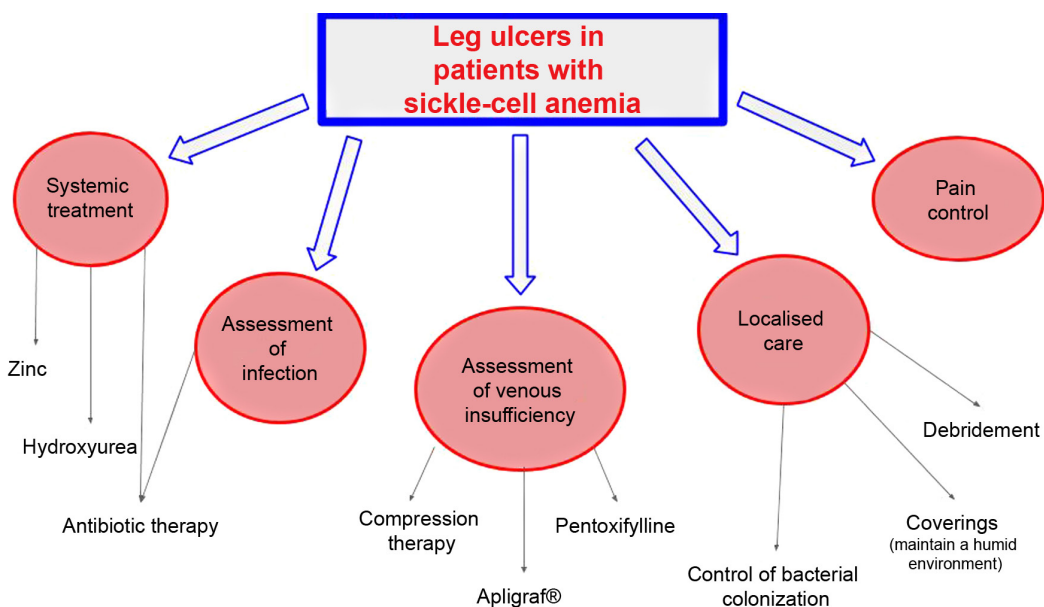 Leg ulcers in
patients with
sickle-cell anemia
Systemic
treatment
Pain
control
Assessment
of
infection
Localised
care
Assessment
of venous
insufficiency
Zinc
Hydroxyurea
Antibiotic therapy
Compression
therapy
Apligraf®
Pentoxifylline
Debridement
Coverings
(maintain a humid
environment)
Control of bacterial
colonization